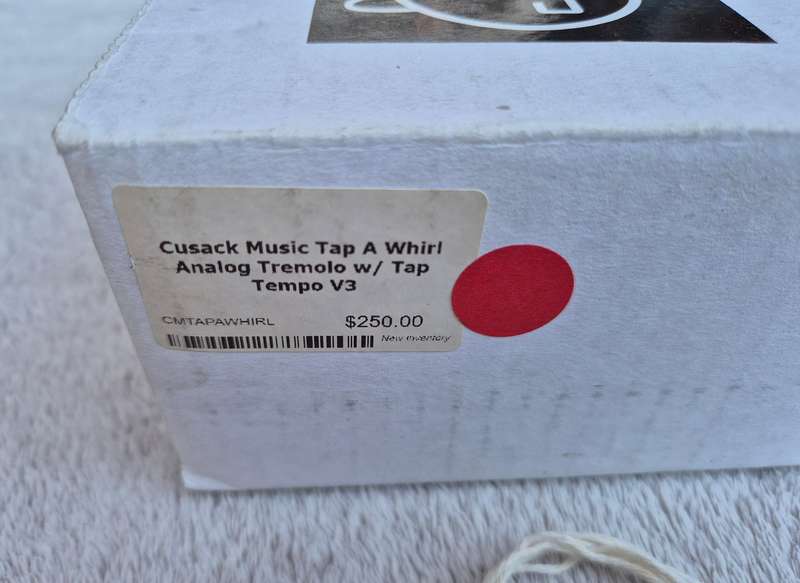 Cusack Music Tap A Whirl
Analog Tremolo w/ Tap
Tempo V3
CMTAPAWHIRL $250.00
New Inventory